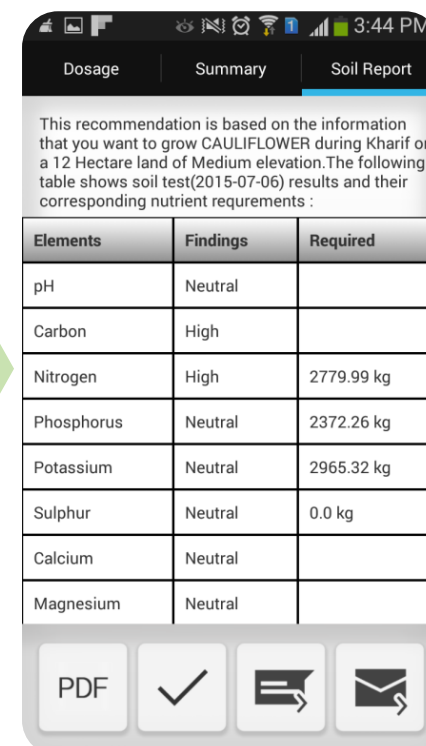 1 3:44 PM
Dosage Summary Soil Report
This recommendation is based on the information
that you want to grow CAULIFLOWER during Kharif on
a 12 Hectare land of Medium elevation.The following
table shows soil test(2015-07-06) results and their
corresponding nutrient requrements :
Elements Findings Required
pH Neutral
Carbon High
Nitrogen High 2779.99 kg
Phosphorus Neutral 2372.26 kg
Potassium Neutral 2965.32 kg
Sulphur Neutral 0.0 kg
Calcium Neutral
Magnesium Neutral
PDF